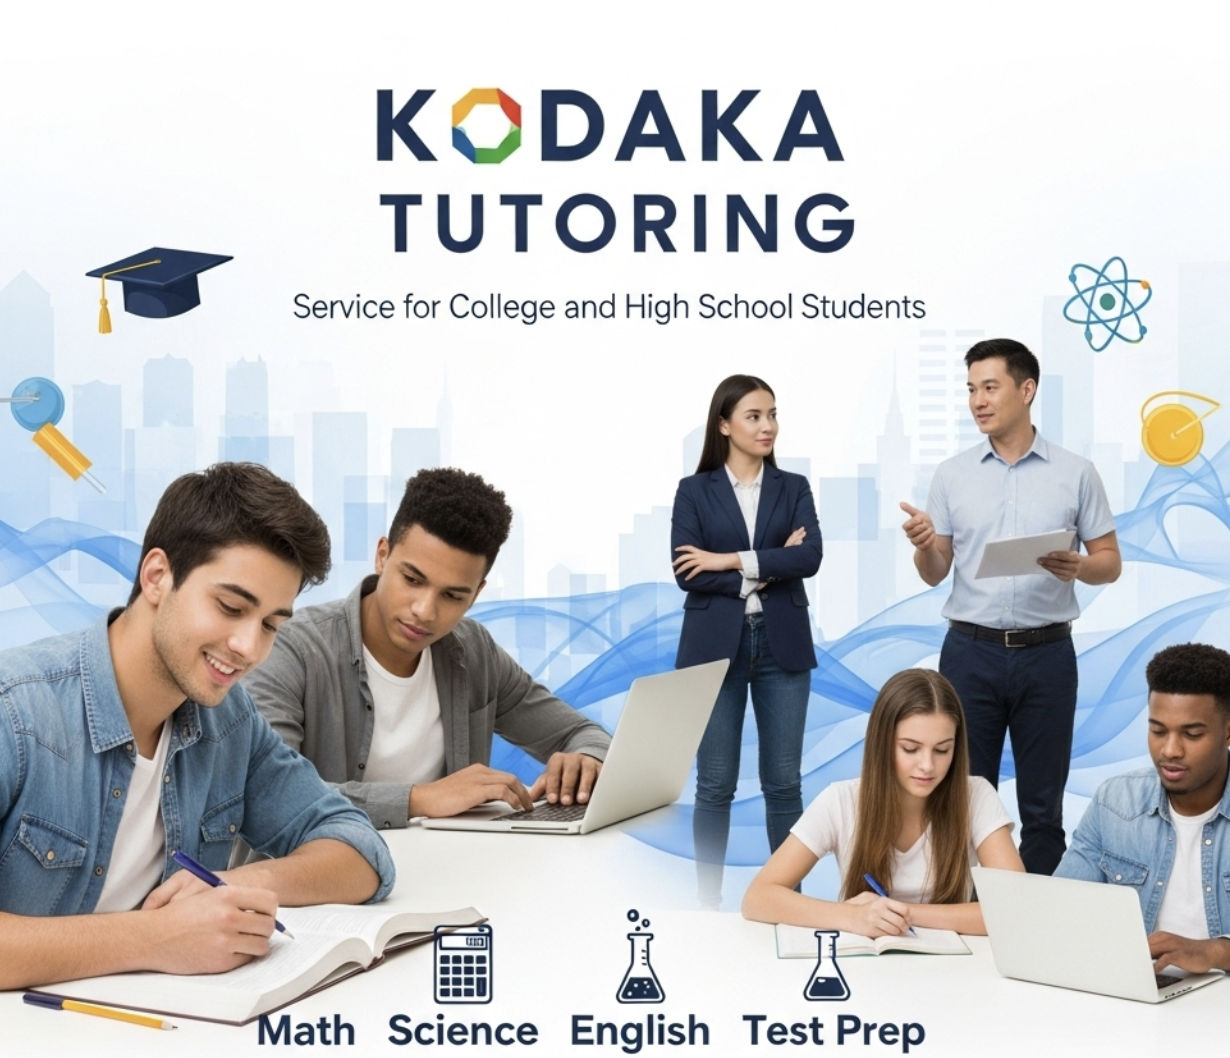 KODAKA
TUTORING
Service for College and High School Students
Math Science English Test Prep